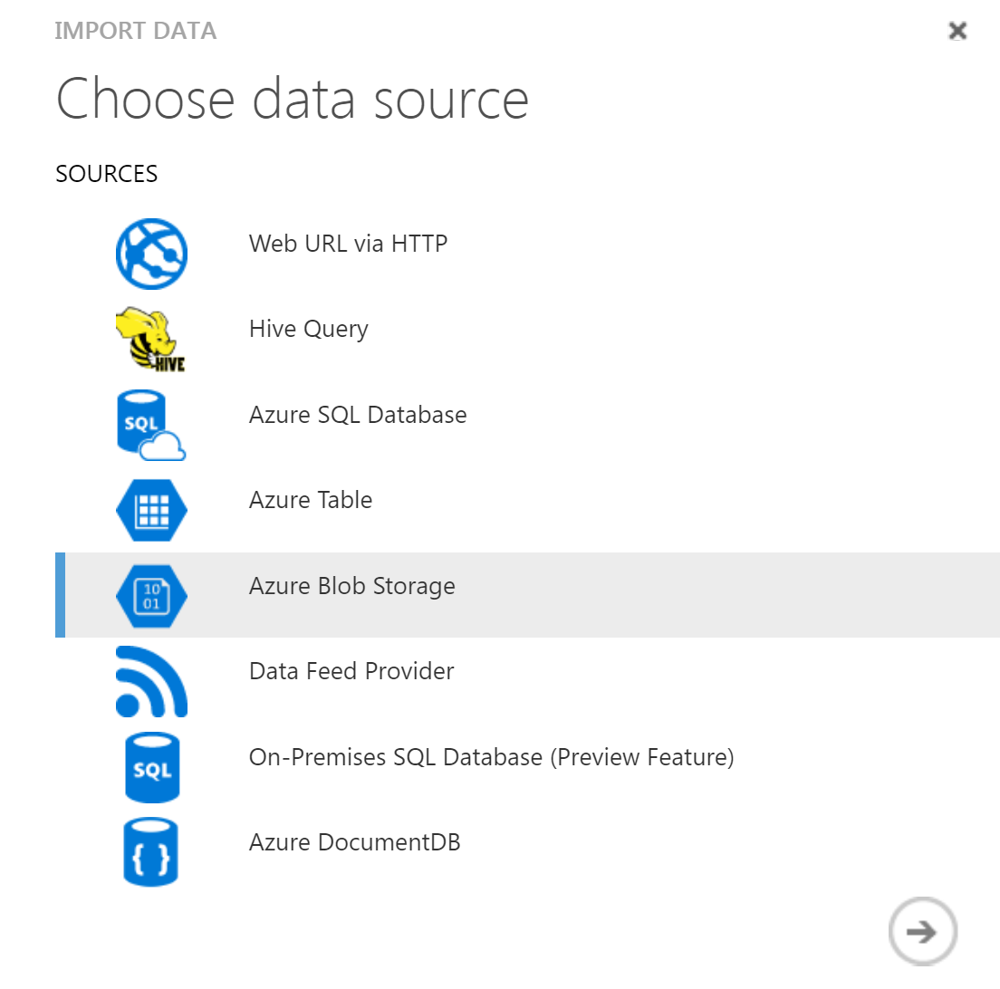 IMPORT DATA
Choose data source
SOURCES
Web URL via HTTP
Hive Query
HIVE
Azure SQL Database
SQL
Azure Table
Azure Blob Storage
10
01
Data Feed Provider
On-Premises SQL Database (Preview Feature)
SQL
Azure DocumentDB
{ }